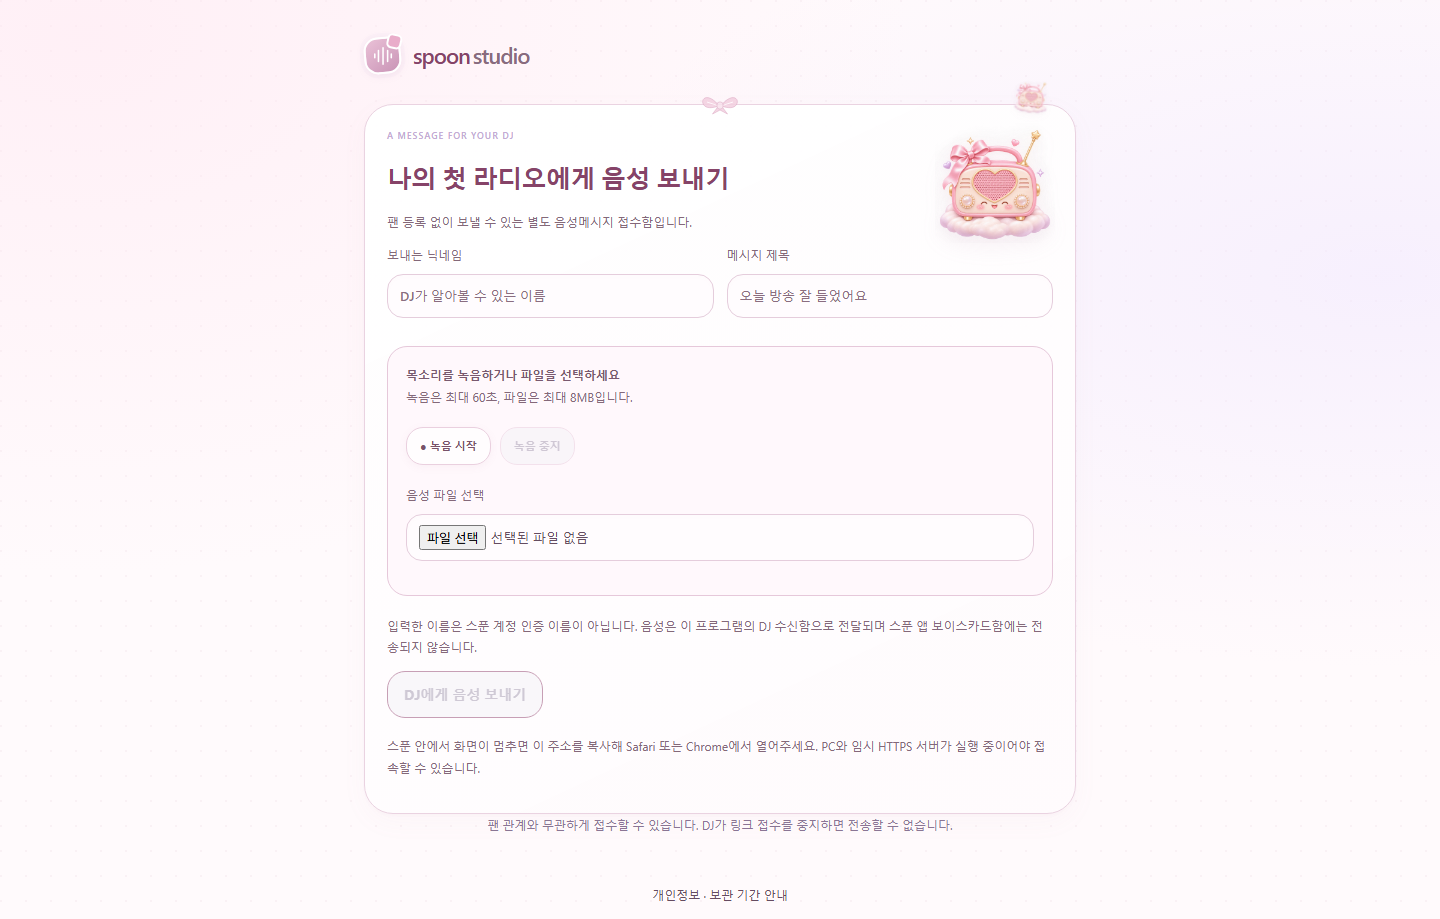 spoon studio
A MESSAGE FOR YOUR DJ
나의 첫 라디오에게 음성 보내기
팬 등록 없이 보낼 수 있는 별도 음성메시지 접수함입니다.
보내는 닉네임
메시지 제목
DJ가 알아볼 수 있는 이름
오늘 방송 잘 들었어요
목소리를 녹음하거나 파일을 선택하세요
녹음은 최대 60초, 파일은 최대 8MB입니다.
● 녹음 시작
녹음 중지
음성 파일 선택
파일 선택 선택된 파일 없음
입력한 이름은 스푼 계정 인증 이름이 아닙니다. 음성은 이 프로그램의 DJ 수신함으로 전달되며 스푼 앱 보이스카드함에는 전
송되지 않습니다.
DJ에게 음성 보내기
스푼 안에서 화면이 멈추면 이 주소를 복사해 Safari 또는 Chrome에서 열어주세요. PC와 임시 HTTPS 서버가 실행 중이어야 접
속할 수 있습니다.
팬 관계와 무관하게 접수할 수 있습니다. DJ가 링크 접수를 중지하면 전송할 수 없습니다.
개인정보 · 보관 기간 안내